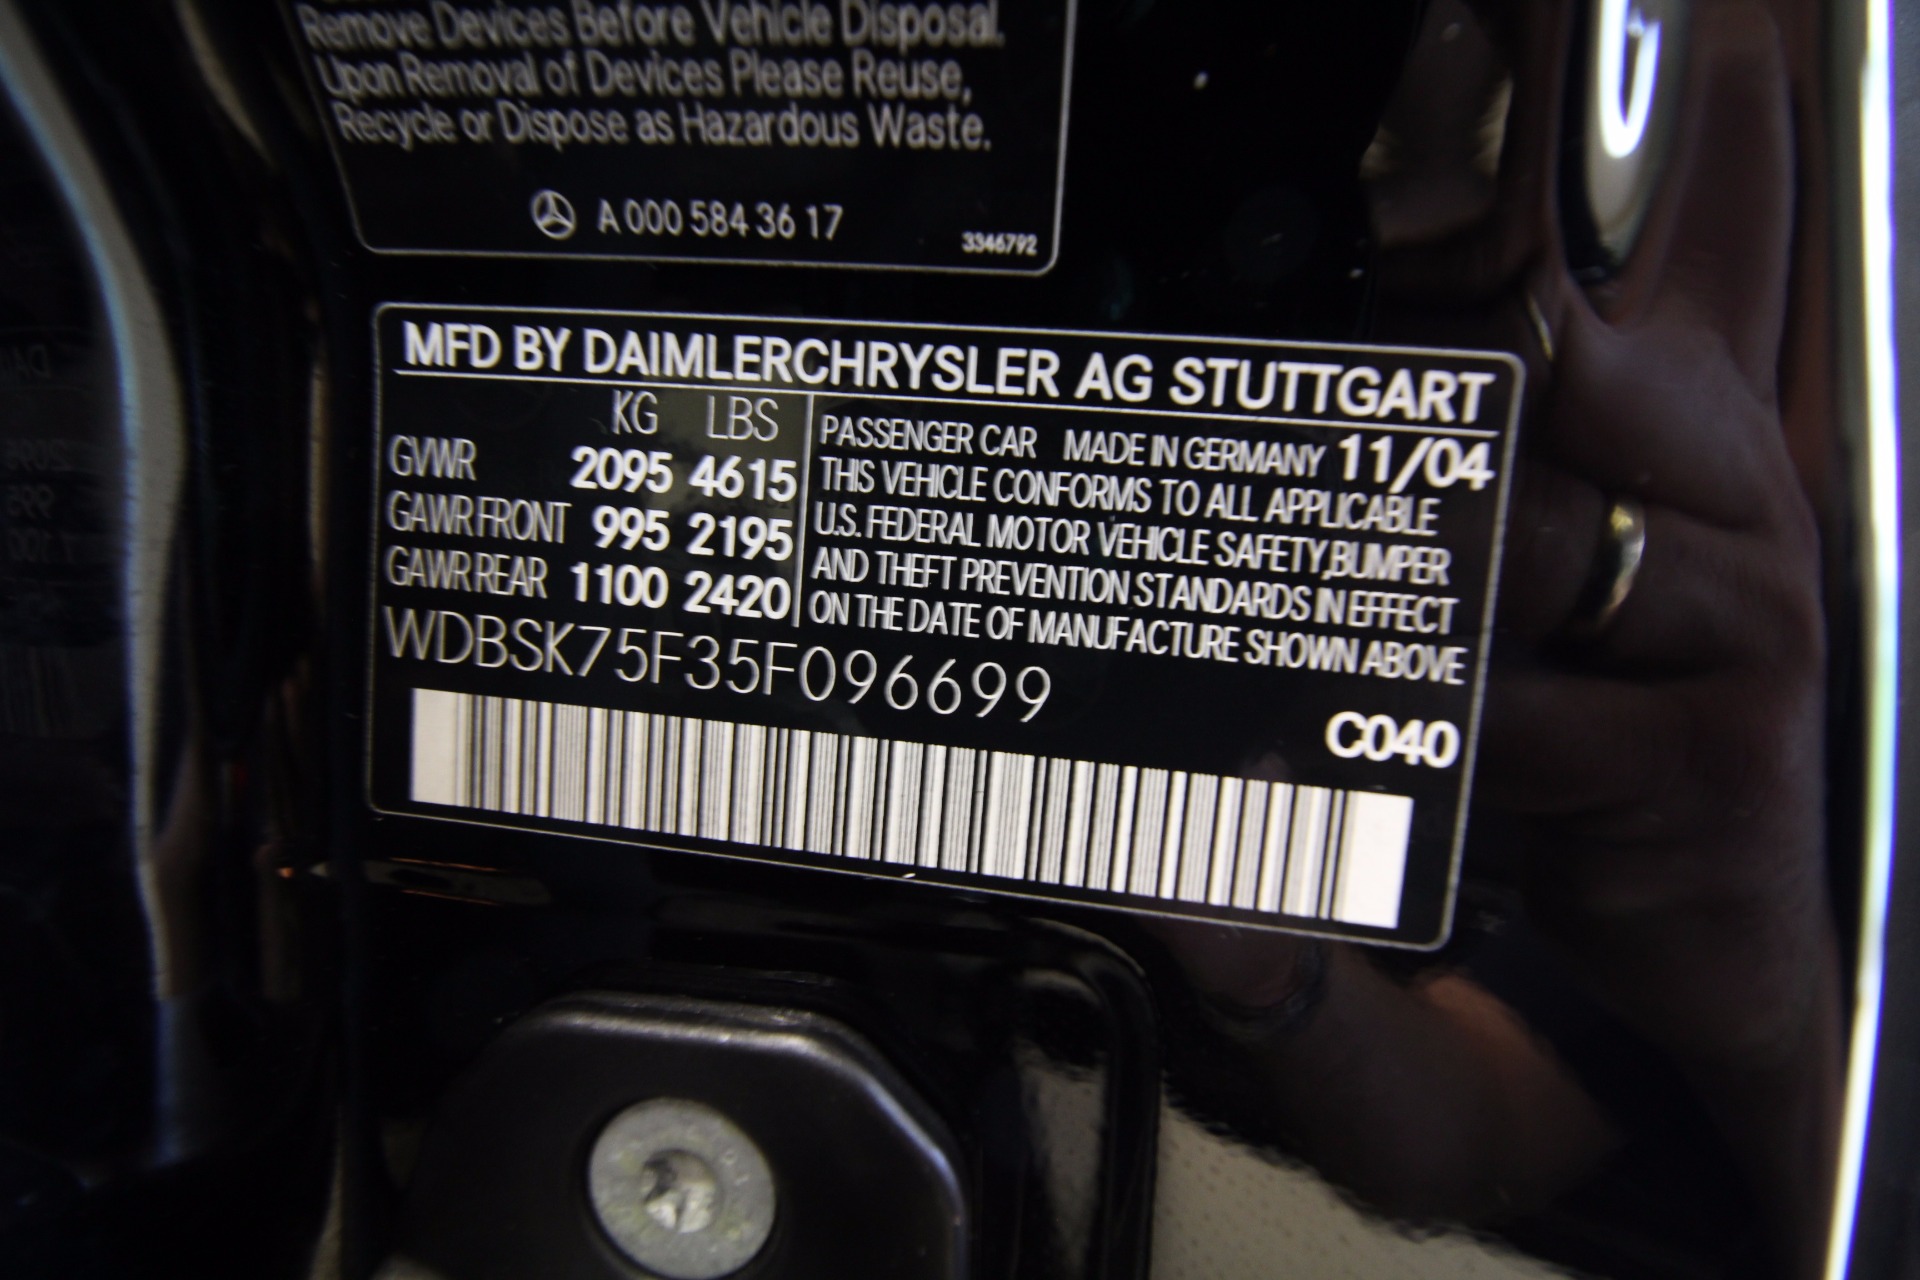 Remove Devices Before Vehicle Disposal.
Upon Removal of Devices Please Reuse,
Recycle or Dispose as Hazardous Waste.
A 000 584 36 17
3346792
MFD BY DAIMLERCHRYSLER AG STUTTGART
KG LBS
GVWR 2095 4615
GAWR FRONT 995 2195
GAWR REAR 1100 2420
PASSENGER CAR MADE IN GERMANY 11/04
THIS VEHICLE CONFORMS TO ALL APPLICABLE
U.S. FEDERAL MOTOR VEHICLE SAFETY,BUMPER
AND THEFT PREVENTION STANDARDS IN EFFECT
ON THE DATE OF MANUFACTURE SHOWN ABOVE
WDBSK75F35F096699
C040